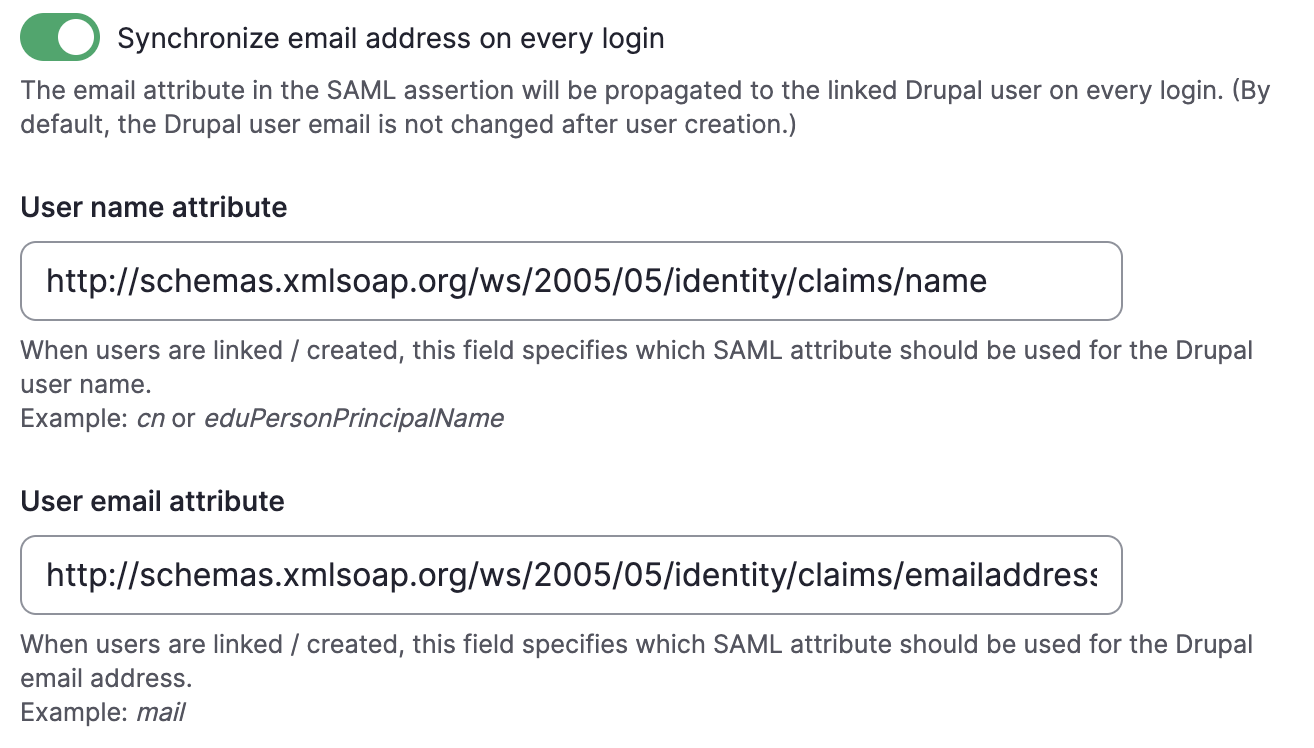 Synchronize email address on every login
The email attribute in the SAML assertion will be propagated to the linked Drupal user on every login. (By
default, the Drupal user email is not changed after user creation.)
User name attribute
http://schemas.xmlsoap.org/ws/2005/05/identity/claims/name
When users are linked / created, this field specifies which SAML attribute should be used for the Drupal
user name.
Example: cn or eduPersonPrincipalName
User email attribute
http://schemas.xmlsoap.org/ws/2005/05/identity/claims/emailaddress
When users are linked / created, this field specifies which SAML attribute should be used for the Drupal
email address.
Example: mail